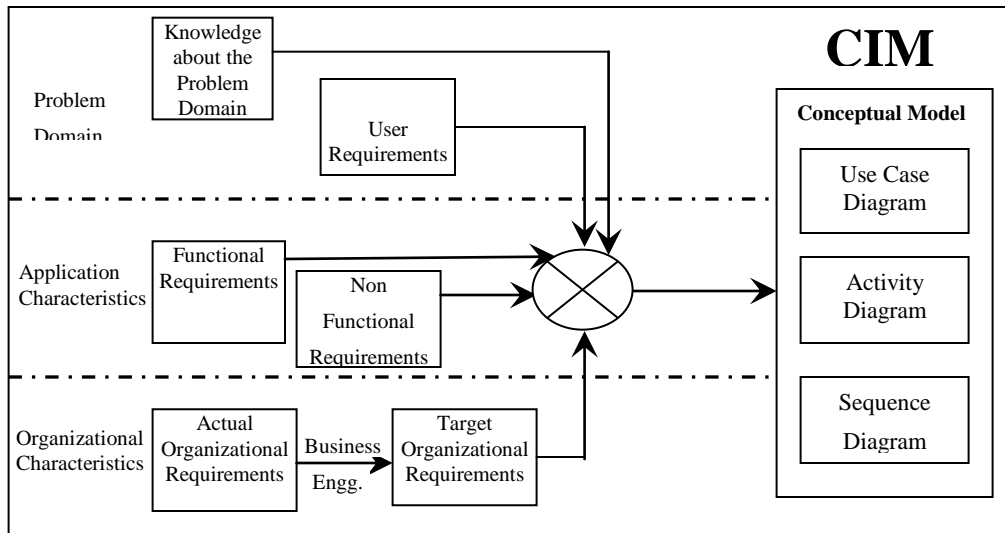 Knowledge
about the
Problem
Domain
CIM
Problem
Domain
User
Requirements
Conceptual Model
Use Case
Diagram
Application
Characteristics
Functional
Requirements
Non
Functional
Requirements
Activity
Diagram
Organizational
Characteristics
Actual
Organizational
Requirements
Business
Engg.
Target
Organizational
Requirements
Sequence
Diagram